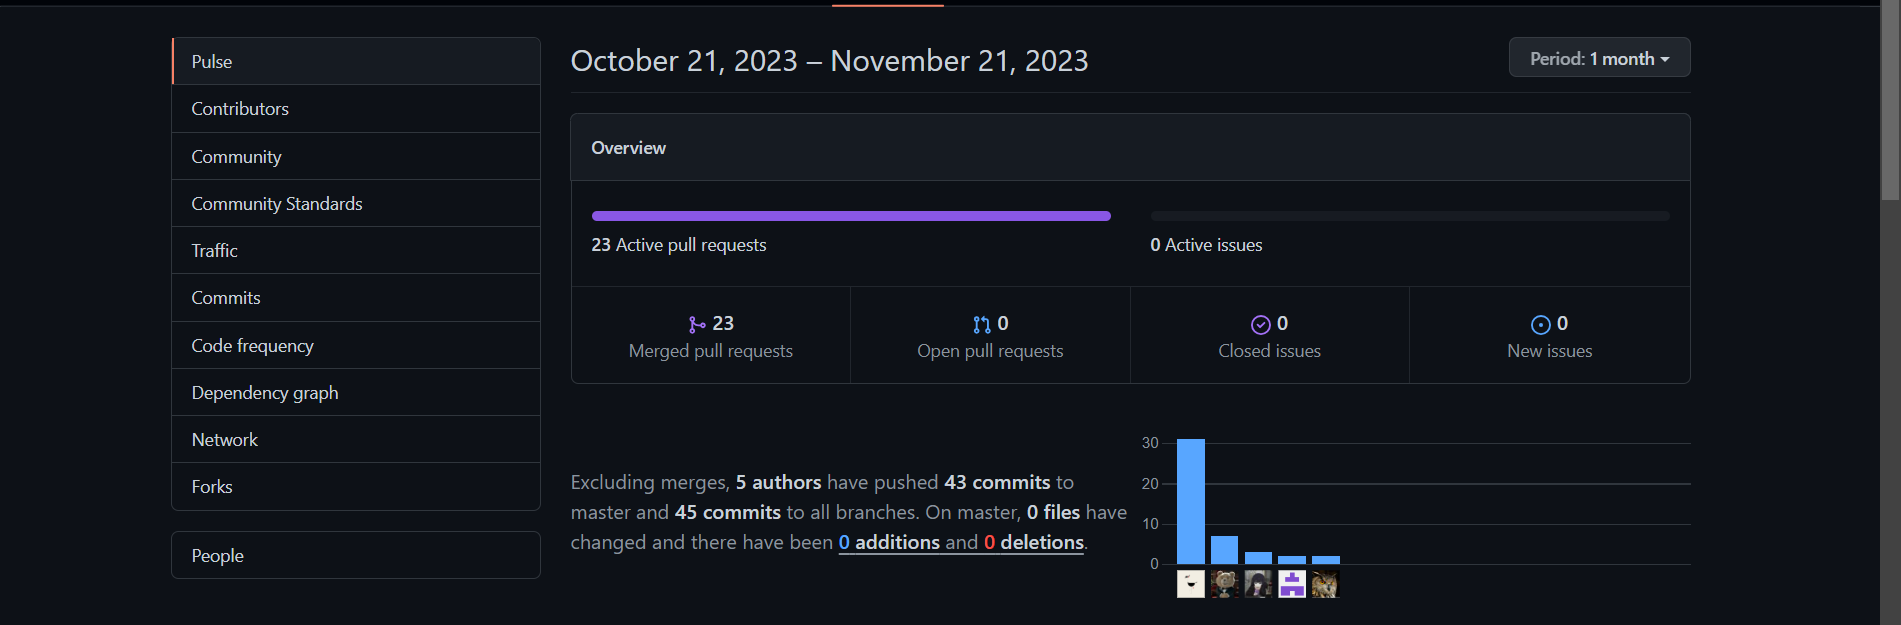 Pulse
Contributors
Community
Community Standards
Traffic
Commits
Code frequency
Dependency graph
Network
Forks
People
October 21, 2023 – November 21, 2023
Period: 1 month
Overview
23 Active pull requests
0 Active issues
23
Merged pull requests
0
Open pull requests
0
Closed issues
0
New issues
Excluding merges, 5 authors have pushed 43 commits to
master and 45 commits to all branches. On master, 0 files have
changed and there have been 0 additions and 0 deletions.
30
20
10
0